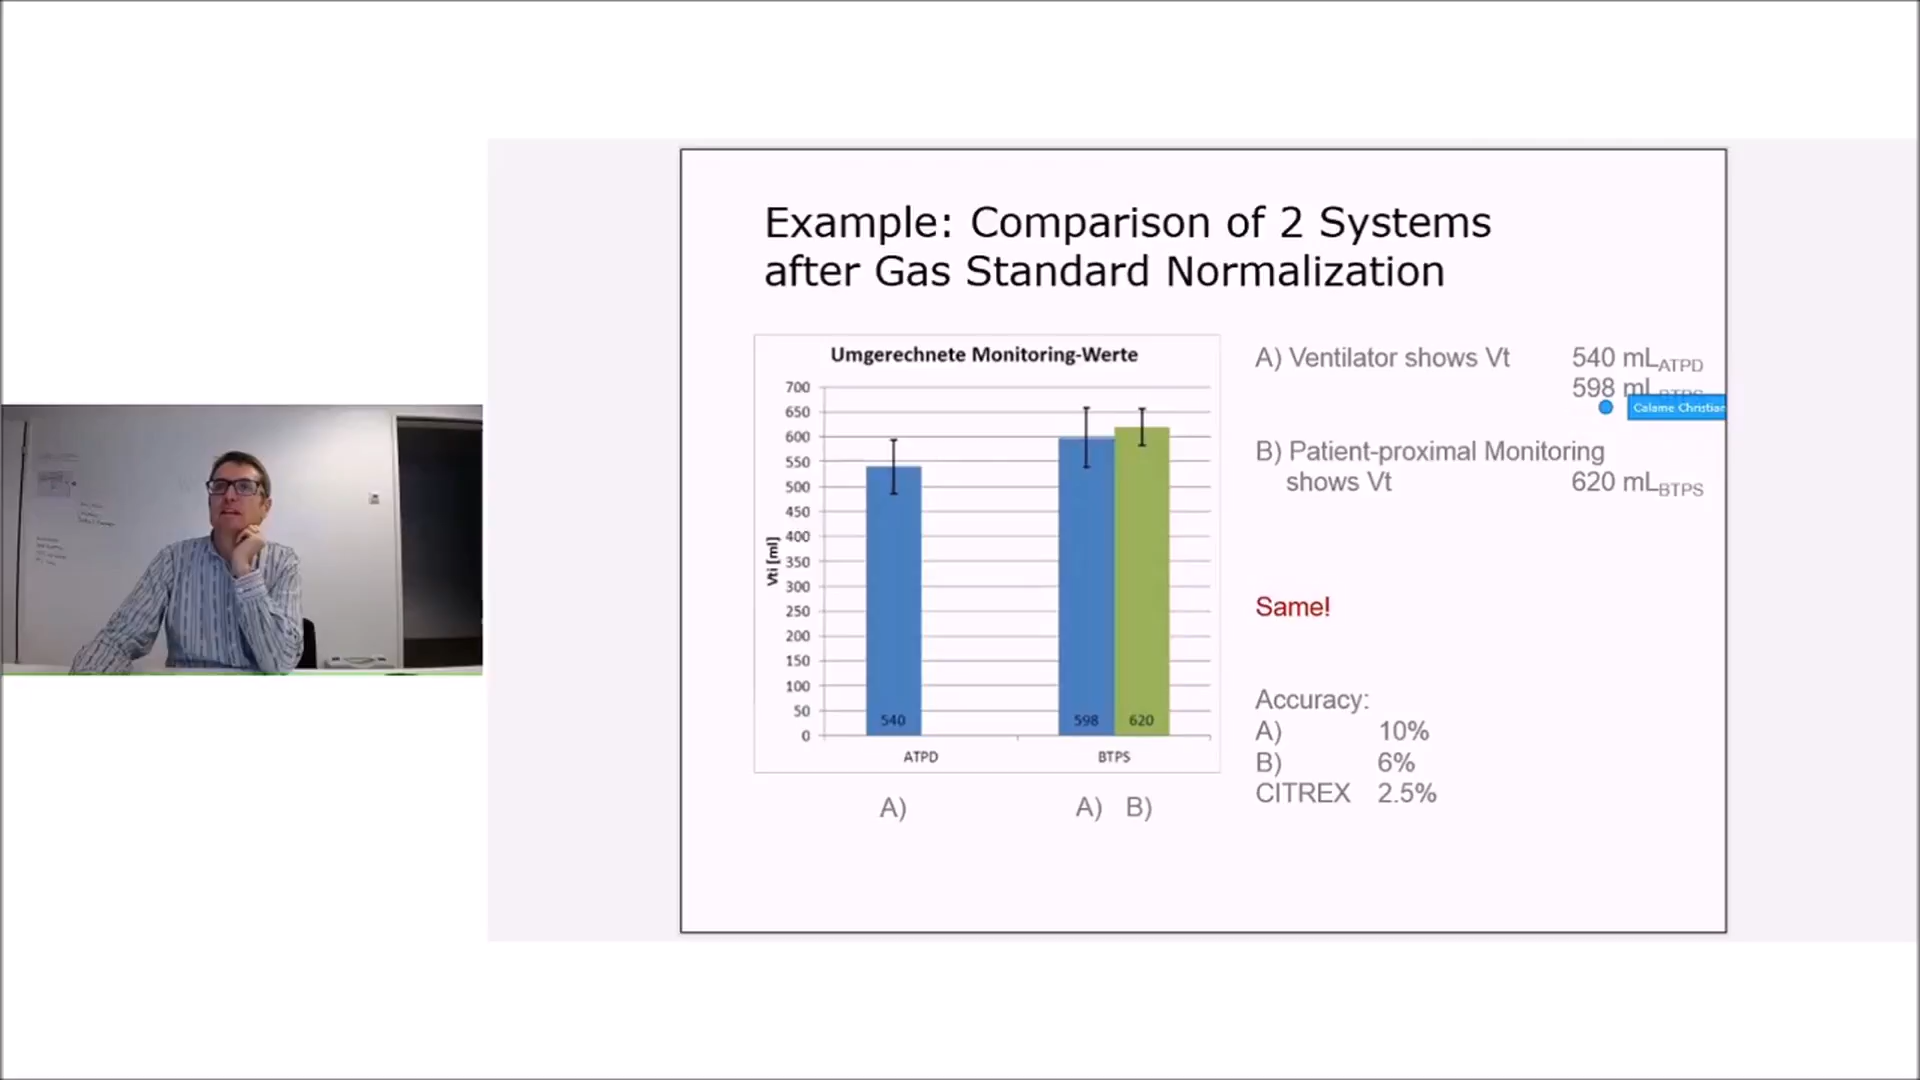 Example: Comparison of 2 Systems
after Gas Standard Normalization
Umgerechnete Monitoring-Werte
700
650
600
550
500
450
400
350
300
250
200
150
100
50
0
Vti [ml]
540
598
620
ATPD
BTPS
A)
A)
B)
A) Ventilator shows Vt 540 mLATPD
598 mLBTPS
Calame Christian
B) Patient-proximal Monitoring
shows Vt 620 mLBTPS
Same!
Accuracy:
A) 10%
B) 6%
CITREX 2.5%